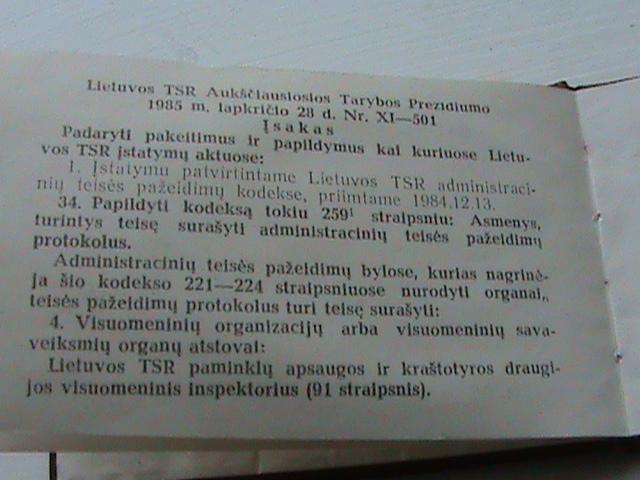 Lietuvos TSR Aukščiausiosios Tarybos Prezidiumo
1985 m. lapkričio 28 d. Nr. XI—501
Įsakas
Padaryti pakeitimus ir papildymus kai kuriuose Lietu-
vos TSR įstatymų aktuose:
1. Įstatymu patvirtintame Lietuvos TSR administraci-
nių teisės pažeidimų kodekse, priimtame 1984.12.13.
34. Papildyti kodeksą tokiu 259¹ straipsniu: Asmenys,
turintys teisę surašyti administracinių teisės pažeidimų
protokolus.
Administracinių teisės pažeidimų bylose, kurias nagrinė-
ja šio kodekso 221—224 straipsniuose nurodyti organai,,
teisės pažeidimų protokolus turi teisę surašyti:
4. Visuomeninių organizacijų arba visuomeninių sava-
veiksmių organų atstovai:
Lietuvos TSR paminklų apsaugos ir kraštotyros draugi-
jos visuomeninis inspektorius (91 straipsnis).